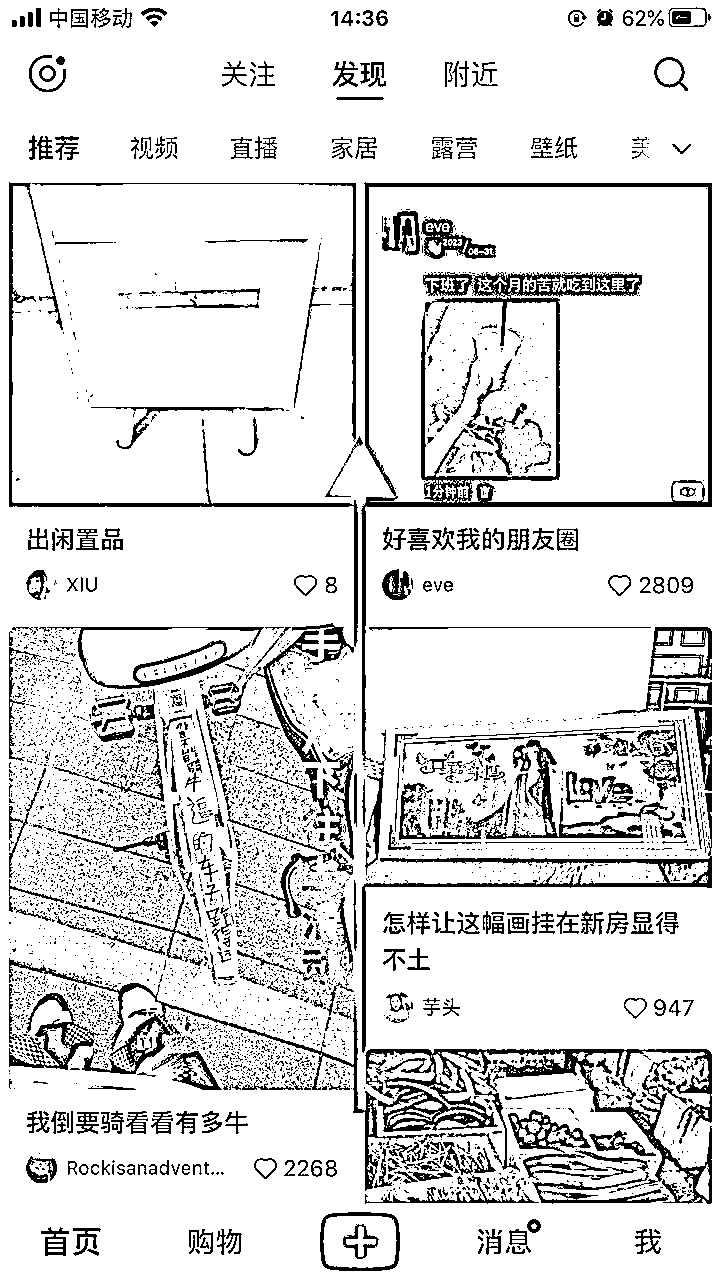 中国移动
14:36
62%
关注
发现
附近
推荐
视频
直播
家居
露营
壁纸
eve
下班了 这个月的苦就吃到这里了
1分钟前
出闲置品
XIU
8
好喜欢我的朋友圈
eve
2809
的车子
Love
怎样让这幅画挂在新房显得
不土
芋头
947
我倒要骑看看有多牛
Rockisanadvent...
2268
首页
购物
消息
我